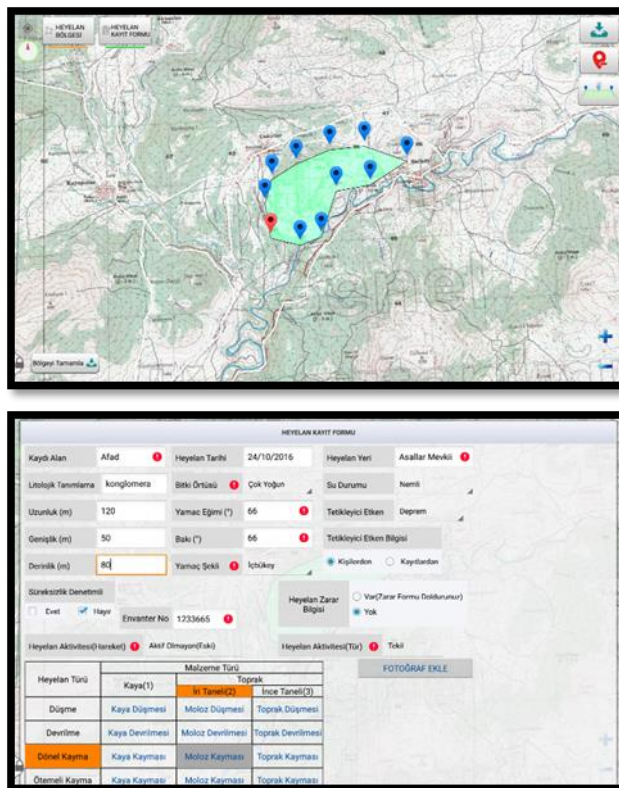 HEYELAN BÖLGESİ
HEYELAN KAYIT FORMU
Bölgeyi Tamamla
HEYELAN KAYIT FORMU
Kaydı Alan Afad Heyelan Tarihi 24/10/2016 Heyelan Yeri Asallar Mevkii
Litolojik Tanımlama konglomera Bitki Örtüsü Çok Yoğun Su Durumu Nemli
Uzunluk (m) 120 Yamaç Eğimi (°) 66 Tetikleyici Etken Deprem
Genişlik (m) 50 Bakı (°) 66 Tetikleyici Etken Bilgisi
Derinlik (m) 80 Yamaç Şekli İçbükey Kişilerden Kayıtlardan
Süreksizlik Denetimli
Evet Hayır Envanter No 1233665
Heyelan Zarar Bilgisi Var(Zarar Formu Doldurunuz) Yok
Heyelan Aktivitesi(Hareket) Aktif Olmayan(Eski) Heyelan Aktivitesi(Tür) Tekil
FOTOĞRAF EKLE
Heyelan Türü Malzeme Türü
Kaya(1) Toprak
İri Taneli(2) İnce Taneli(3)
Düşme Kaya Düşmesi Moloz Düşmesi Toprak Düşmesi
Devrilme Kaya Devrilmesi Moloz Devrilmesi Toprak Devrilmesi
Dönel Kayma Kaya Kayması Moloz Kayması Toprak Kayması
Ötemeli Kayma Kaya Kayması Moloz Kayması Toprak Kayması